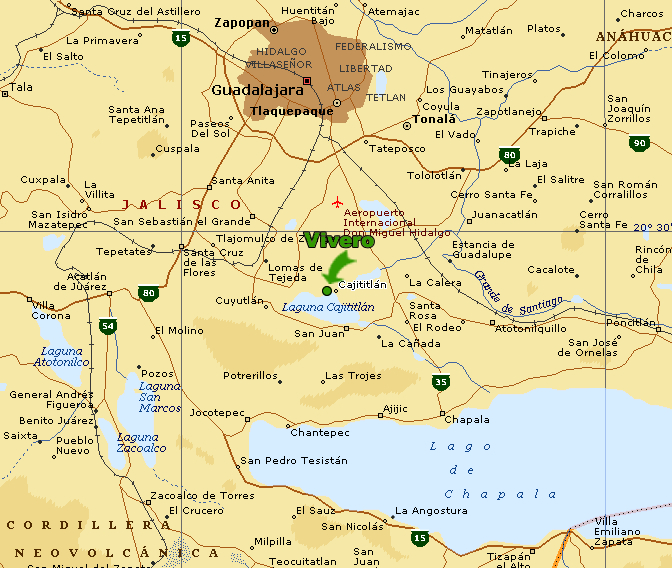 Santa Cruz del Astillero
Huentitán
Bajo
Atemajac
Charcos
Zapopan
Matatlán
Platos
ANÁHUAC
La Primavera
15
HIDALGO
FEDERALISMO
El Salto
El Colomo
VILLASEÑOR
LIBERTAD
Tinajeros
Tala
Guadalajara
ATLAS
TETLAN
Los Guayabos
Santa Ana
Tepetitlán
Tlaquepaque
Coyula
Zapotlanejo
San
Joaquín
Zorrillos
Paseos
Del Sol
Tonalá
Trapiche
El Vado
90
Cuspala
Tateposco
80
La Laja
Tololotlán
Cuxpala
La
Villita
Santa Anita
El Salitre
San Román
Corralillos
Cerro Santa Fe
JALISCO
San Isidro
Mazatepec
San Sebastián el Grande
Aeropuerto
Internacional
Don Miguel Hidalgo
Juanacatlán
Cerro
Santa Fe
20° 30'
Vivero
Tlajomulco de Z
Tepetates
Santa Cruz
de las
Flores
Estancia de
Guadalupe
Rincón
de
Chila
Lomas de
Tejeda
Cacalote
Acatlán
de Juárez
Cajititlán
La Calera
Grande de Santiago
80
Villa
Corona
Cuyutlán
Laguna Cajititlán
Santa
Rosa
54
El Molino
San Juan
El Rodeo
Atotonilquillo
Poncitlán
La Cañada
San José
de Ornelas
Laguna
Atotonilco
Pozos
Potrerillos
Las Trojes
35
General Andrés
Figueroa
Laguna
San
Marcos
Benito Juárez
Jocotepec
Ajijic
Chapala
Saixta
Pueblo
Nuevo
Laguna
Zacoalco
Chantepec
Lago
de
Chapala
San Pedro Tesistán
Zacoalco de Torres
El Crucero
El Sauz
La Angostura
CORDILLERA
San Nicolás
Villa
Emiliano
Zapata
15
NEOVOLCÁNICA
Milpilla
San
Juan
Tizapán
el Alto
San Miguel del Zapote
Teocuitatlan